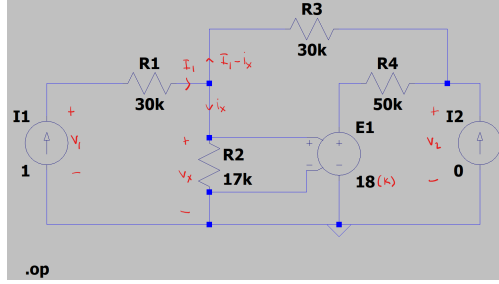 R3
30k
I₁
I₁-iₓ
R1
30k
R4
50k
iₓ
I1
+
V₁
-
1
+
R2
17k
Vₓ
-
+
-
+
-
E1
18(k)
+
V₂
-
I2
0
.op